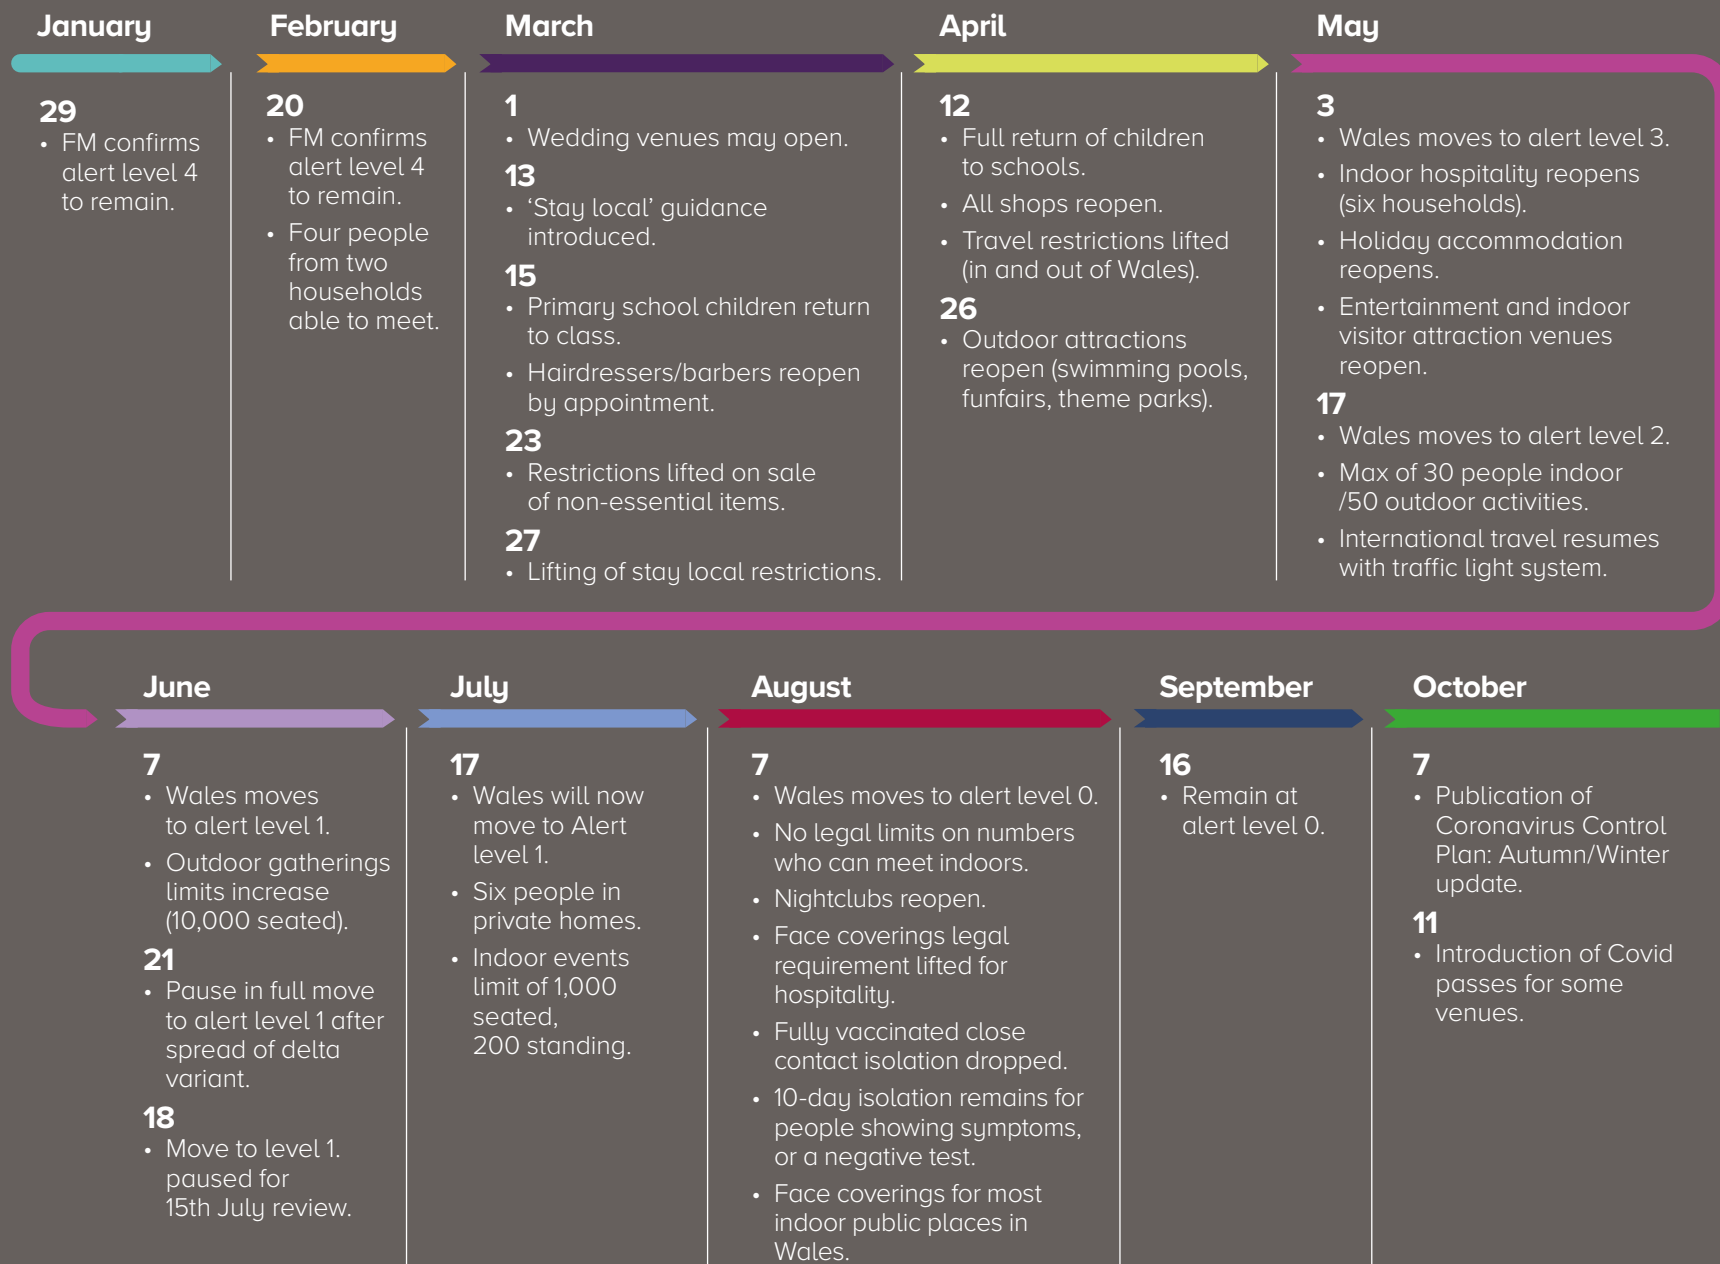 January
29
• FM confirms
alert level 4
to remain.
February
20
• FM confirms
alert level 4
to remain.
• Four people
from two
households
able to meet.
March
1
• Wedding venues may open.
13
• ‘Stay local’ guidance
introduced.
15
• Primary school children return
to class.
• Hairdressers/barbers reopen
by appointment.
23
• Restrictions lifted on sale
of non-essential items.
27
• Lifting of stay local restrictions.
April
12
• Full return of children
to schools.
• All shops reopen.
• Travel restrictions lifted
(in and out of Wales).
26
• Outdoor attractions
reopen (swimming pools,
funfairs, theme parks).
May
3
• Wales moves to alert level 3.
• Indoor hospitality reopens
(six households).
• Holiday accommodation
reopens.
• Entertainment and indoor
visitor attraction venues
reopen.
17
• Wales moves to alert level 2.
• Max of 30 people indoor
/50 outdoor activities.
• International travel resumes
with traffic light system.
June
7
• Wales moves
to alert level 1.
• Outdoor gatherings
limits increase
(10,000 seated).
21
• Pause in full move
to alert level 1 after
spread of delta
variant.
18
• Move to level 1.
paused for
15th July review.
July
17
• Wales will now
move to Alert
level 1.
• Six people in
private homes.
• Indoor events
limit of 1,000
seated,
200 standing.
August
7
• Wales moves to alert level 0.
• No legal limits on numbers
who can meet indoors.
• Nightclubs reopen.
• Face coverings legal
requirement lifted for
hospitality.
• Fully vaccinated close
contact isolation dropped.
• 10-day isolation remains for
people showing symptoms,
or a negative test.
• Face coverings for most
indoor public places in
Wales.
September
16
• Remain at
alert level 0.
October
7
• Publication of
Coronavirus Control
Plan: Autumn/Winter
update.
11
• Introduction of Covid
passes for some
venues.